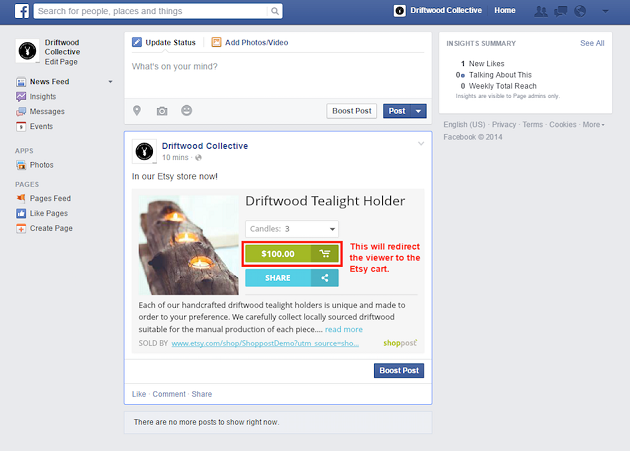 Search for people, places and things
Driftwood Collective
Home
Driftwood
Collective
Edit Page
News Feed
Insights
Messages
Events
APPS
Photos
PAGES
Pages Feed
Like Pages
Create Page
Update Status
Add Photos/Video
What's on your mind?
Boost Post
Post
Driftwood Collective
10 mins ·
In our Etsy store now!
Driftwood Tealight Holder
Candles: 3
$100.00
SHARE
This will redirect
the viewer to the
Etsy cart.
Each of our handcrafted driftwood tealight holders is unique and made to
order to your preference. We carefully collect locally sourced driftwood
suitable for the manual production of each piece.... read more
SOLD BY www.etsy.com/shop/ShoppostDemo?utm_source=sho...
shoppost
Boost Post
Like · Comment · Share
There are no more posts to show right now.
INSIGHTS SUMMARY
See All
1 New Likes
0 Talking About This
0 Weekly Total Reach
Insights are visible to Page admins only.
English (US) · Privacy · Terms · Cookies · More
Facebook © 2014